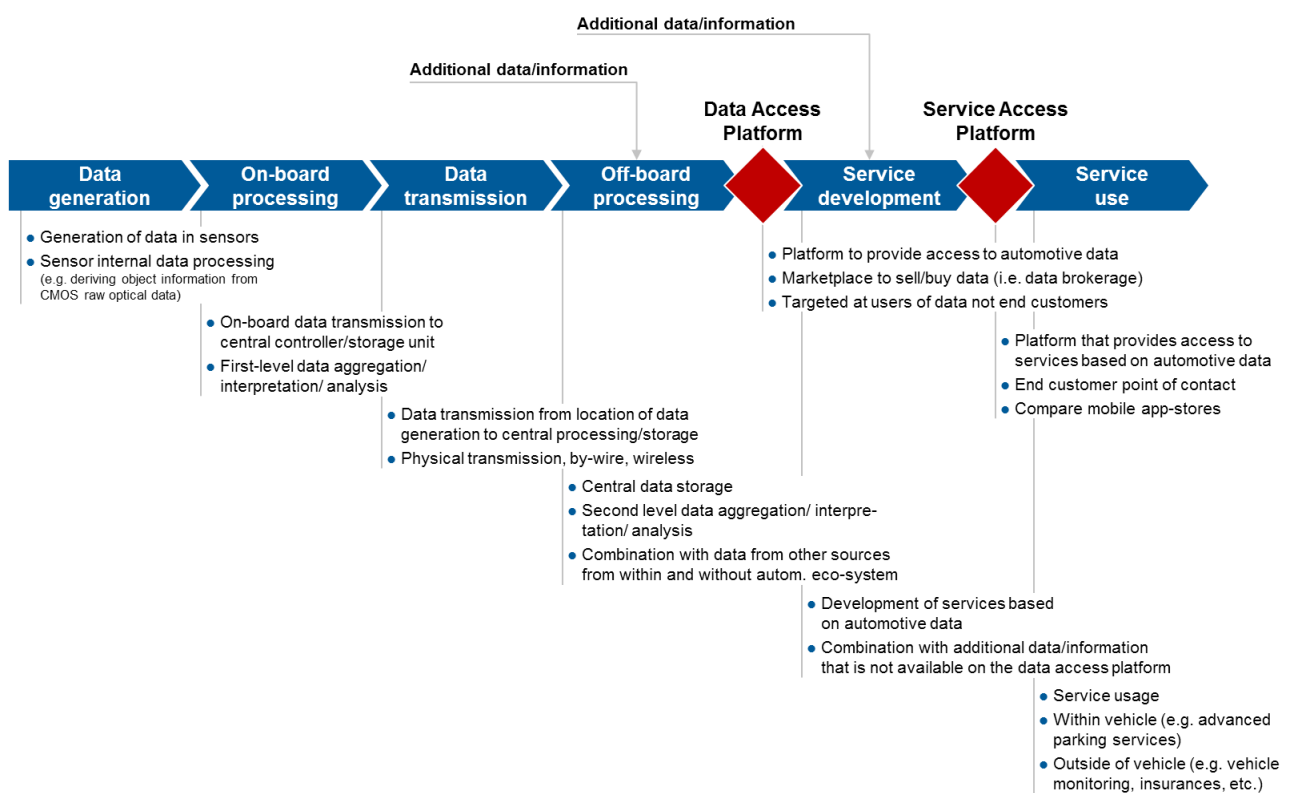 Additional data/information
Additional data/information
Data Access
Platform
Service Access
Platform
Data
generation
On-board
processing
Data
transmission
Off-board
processing
Service
development
Service
use
● Generation of data in sensors
● Sensor internal data processing
(e.g. deriving object information from
CMOS raw optical data)
● Platform to provide access to automotive data
● Marketplace to sell/buy data (i.e. data brokerage)
● Targeted at users of data not end customers
● On-board data transmission to
central controller/storage unit
● First-level data aggregation/
interpretation/ analysis
● Platform that provides access to
services based on automotive data
● End customer point of contact
● Compare mobile app-stores
● Data transmission from location of data
generation to central processing/storage
● Physical transmission, by-wire, wireless
● Central data storage
● Second level data aggregation/ interpre-
tation/ analysis
● Combination with data from other sources
from within and without autom. eco-system
● Development of services based
on automotive data
● Combination with additional data/information
that is not available on the data access platform
● Service usage
● Within vehicle (e.g. advanced
parking services)
● Outside of vehicle (e.g. vehicle
monitoring, insurances, etc.)